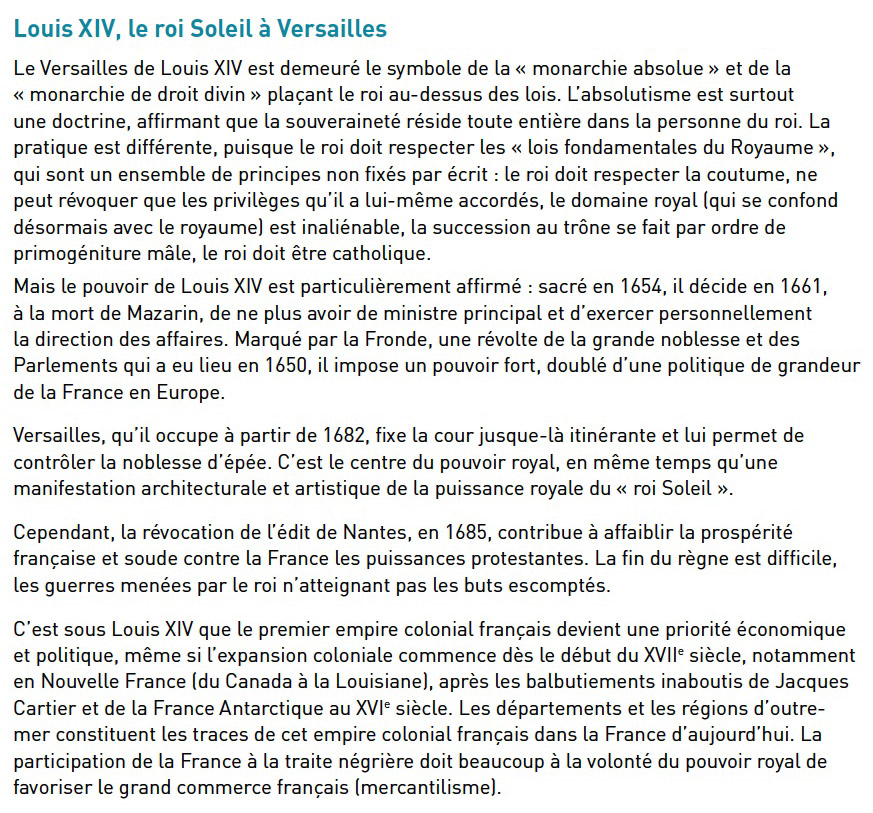 Louis XIV, le roi Soleil à Versailles
Le Versailles de Louis XIV est demeuré le symbole de la « monarchie absolue » et de la
« monarchie de droit divin » plaçant le roi au-dessus des lois. L’absolutisme est surtout
une doctrine, affirmant que la souveraineté réside toute entière dans la personne du roi. La
pratique est différente, puisque le roi doit respecter les « lois fondamentales du Royaume »,
qui sont un ensemble de principes non fixés par écrit : le roi doit respecter la coutume, ne
peut révoquer que les privilèges qu’il a lui-même accordés, le domaine royal (qui se confond
désormais avec le royaume) est inaliénable, la succession au trône se fait par ordre de
primogéniture mâle, le roi doit être catholique.
Mais le pouvoir de Louis XIV est particulièrement affirmé : sacré en 1654, il décide en 1661,
à la mort de Mazarin, de ne plus avoir de ministre principal et d’exercer personnellement
la direction des affaires. Marqué par la Fronde, une révolte de la grande noblesse et des
Parlements qui a eu lieu en 1650, il impose un pouvoir fort, doublé d’une politique de grandeur
de la France en Europe.
Versailles, qu’il occupe à partir de 1682, fixe la cour jusque-là itinérante et lui permet de
contrôler la noblesse d’épée. C’est le centre du pouvoir royal, en même temps qu’une
manifestation architecturale et artistique de la puissance royale du « roi Soleil ».
Cependant, la révocation de l’édit de Nantes, en 1685, contribue à affaiblir la prospérité
française et soude contre la France les puissances protestantes. La fin du règne est difficile,
les guerres menées par le roi n’atteignant pas les buts escomptés.
C’est sous Louis XIV que le premier empire colonial français devient une priorité économique
et politique, même si l’expansion coloniale commence dès le début du XVIIe siècle, notamment
en Nouvelle France (du Canada à la Louisiane), après les balbutiements inaboutis de Jacques
Cartier et de la France Antarctique au XVIe siècle. Les départements et les régions d’outre-
mer constituent les traces de cet empire colonial français dans la France d’aujourd’hui. La
participation de la France à la traite négrière doit beaucoup à la volonté du pouvoir royal de
favoriser le grand commerce français (mercantilisme).